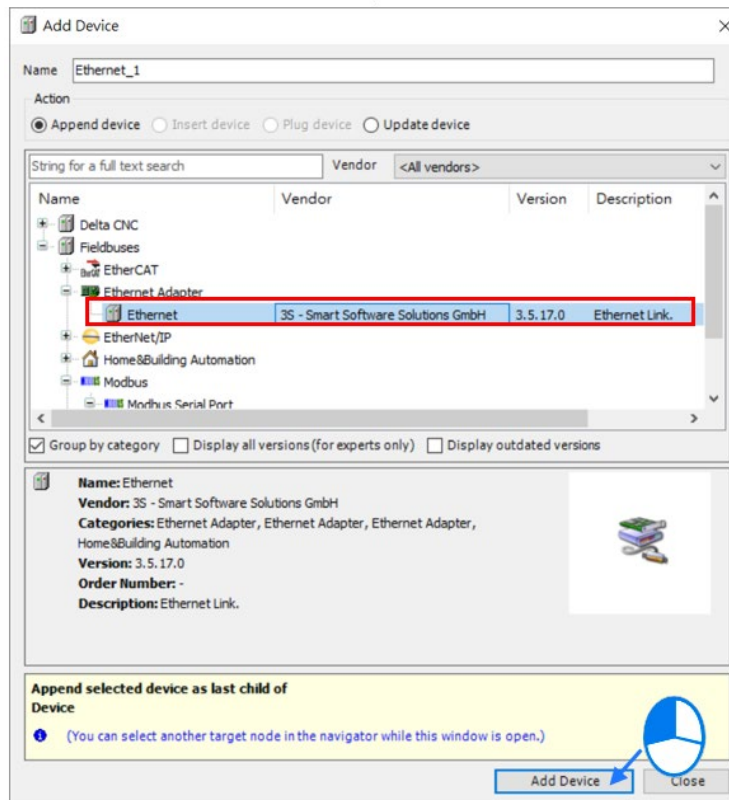 Add Device
Name Ethernet_1
Action
Append device Insert device Plug device Update device
String for a full text search Vendor <All vendors>
Name Vendor Version Description
Delta CNC
Fieldbuses
EtherCAT
Ethernet Adapter
Ethernet 3S - Smart Software Solutions GmbH 3.5.17.0 Ethernet Link.
EtherNet/IP
Home&Building Automation
Modbus
Modbus Serial Port
Group by category Display all versions (for experts only) Display outdated versions
Name: Ethernet
Vendor: 3S - Smart Software Solutions GmbH
Categories: Ethernet Adapter, Ethernet Adapter, Ethernet Adapter,
Home&Building Automation
Version: 3.5.17.0
Order Number: -
Description: Ethernet Link.
Append selected device as last child of
Device
(You can select another target node in the navigator while this window is open.)
Add Device Close